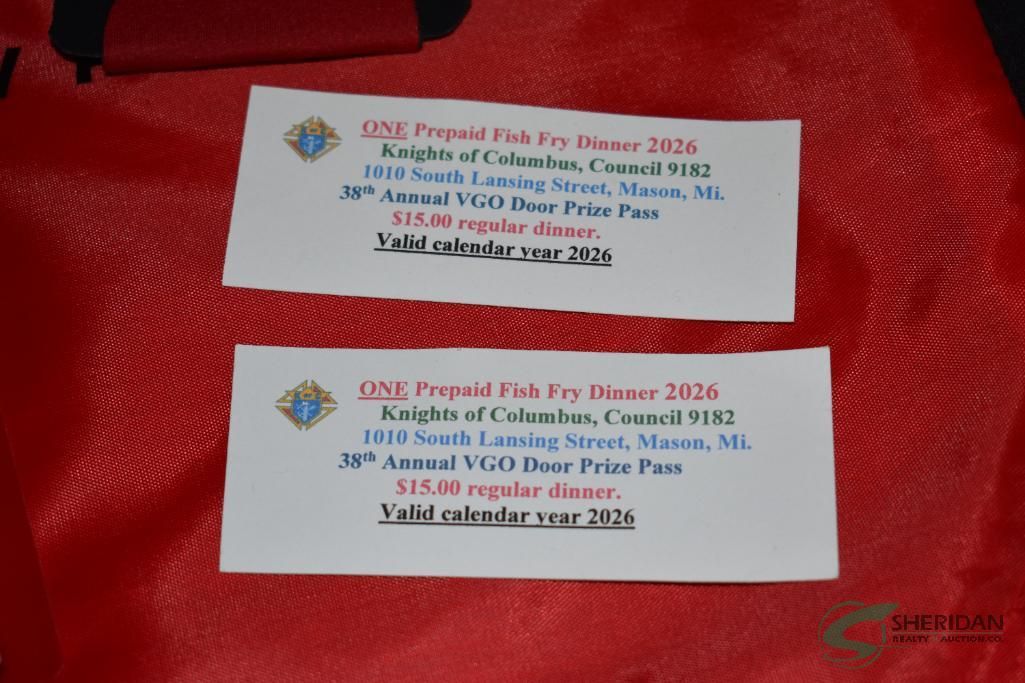 ONE Prepaid Fish Fry Dinner 2026
Knights of Columbus, Council 9182
1010 South Lansing Street, Mason, Mi.
38th Annual VGO Door Prize Pass
$15.00 regular dinner.
Valid calendar year 2026
ONE Prepaid Fish Fry Dinner 2026
Knights of Columbus, Council 9182
1010 South Lansing Street, Mason, Mi.
38th Annual VGO Door Prize Pass
$15.00 regular dinner.
Valid calendar year 2026
SHERIDAN
REALTY AUCTION CO.